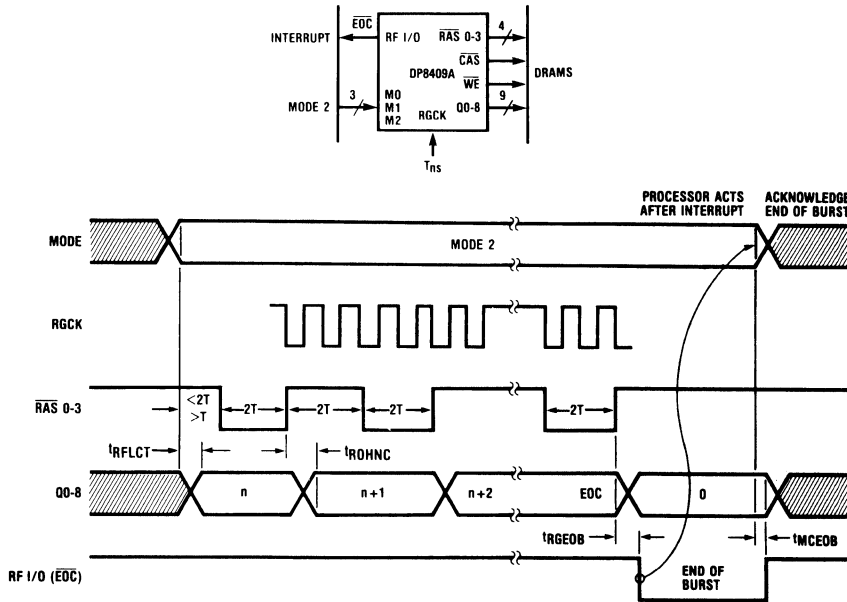 EOC
INTERRUPT
RF I/O
RAS 0-3
4
CAS
DP8409A
DRAMS
WE
3
9
MODE 2
M0
M1
M2
RGCK
Q0-8
Tns
PROCESSOR ACTS
AFTER INTERRUPT
ACKNOWLEDGE
END OF BURST
MODE
MODE 2
RGCK
RAS 0-3
<2T
>T
2T
2T
2T
2T
tRFLCT
tROHNC
Q0-8
n
n+1
n+2
EOC
0
tRGEOB
tMCEOB
RF I/O (EOC)
END OF
BURST